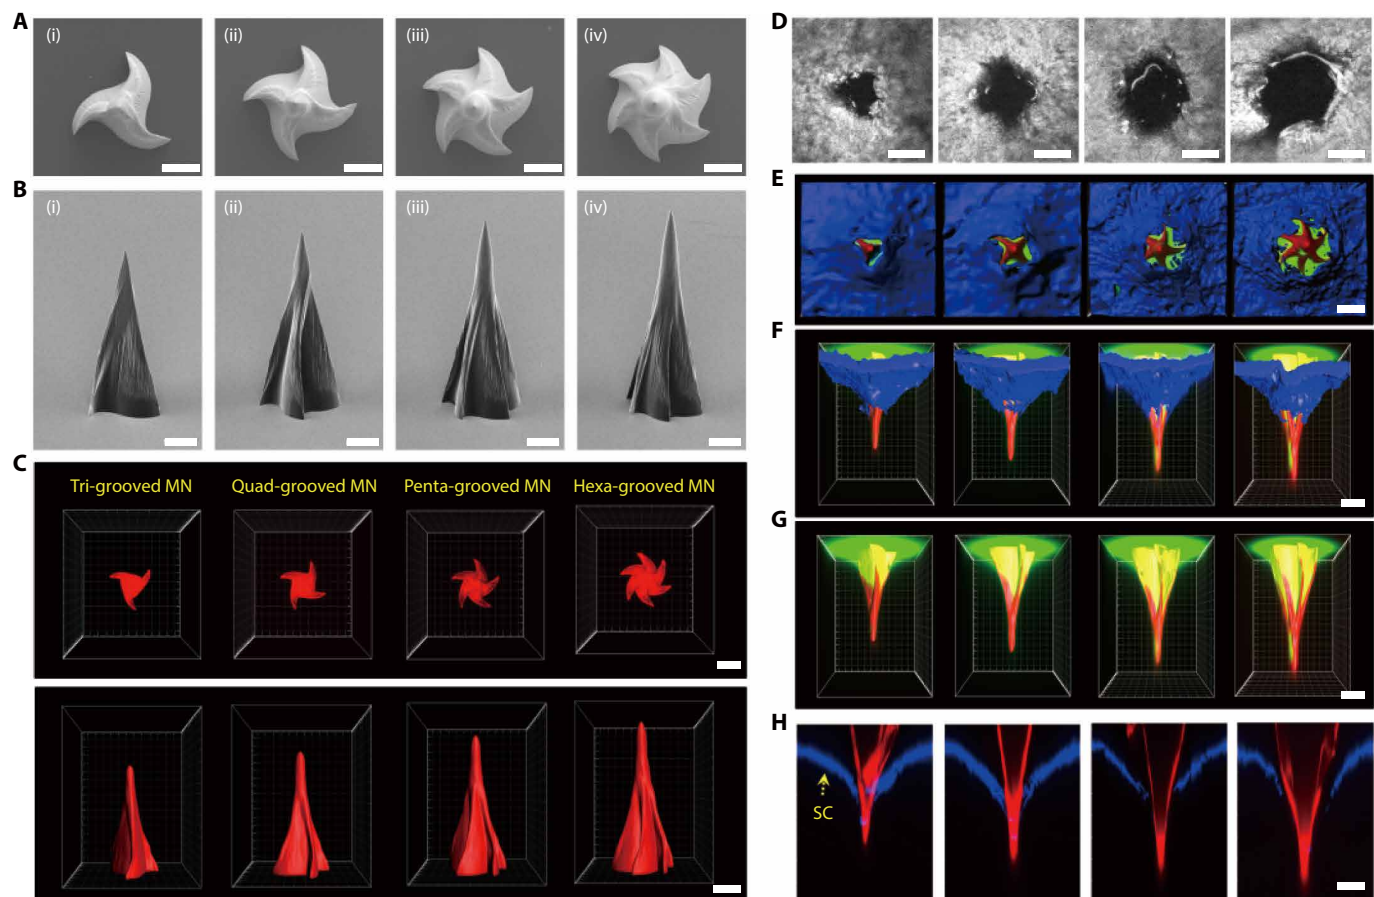 A
(i)
(ii)
(iii)
(iv)
B
(i)
(ii)
(iii)
(iv)
C
Tri-grooved MN
Quad-grooved MN
Penta-grooved MN
Hexa-grooved MN
D
E
F
G
H
SC